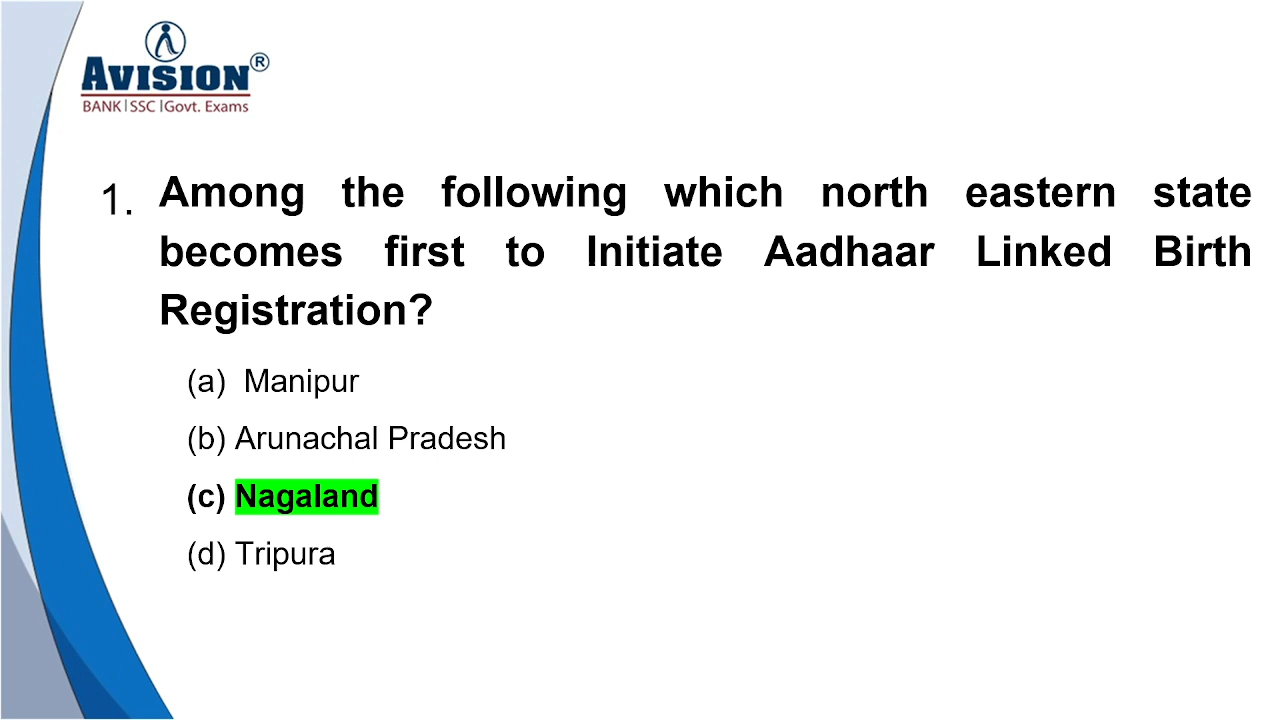 AVISION®
BANK|SSC |Govt. Exams
1. Among the following which north eastern state
becomes first to Initiate Aadhaar Linked Birth
Registration?
(a) Manipur
(b) Arunachal Pradesh
(c) Nagaland
(d) Tripura